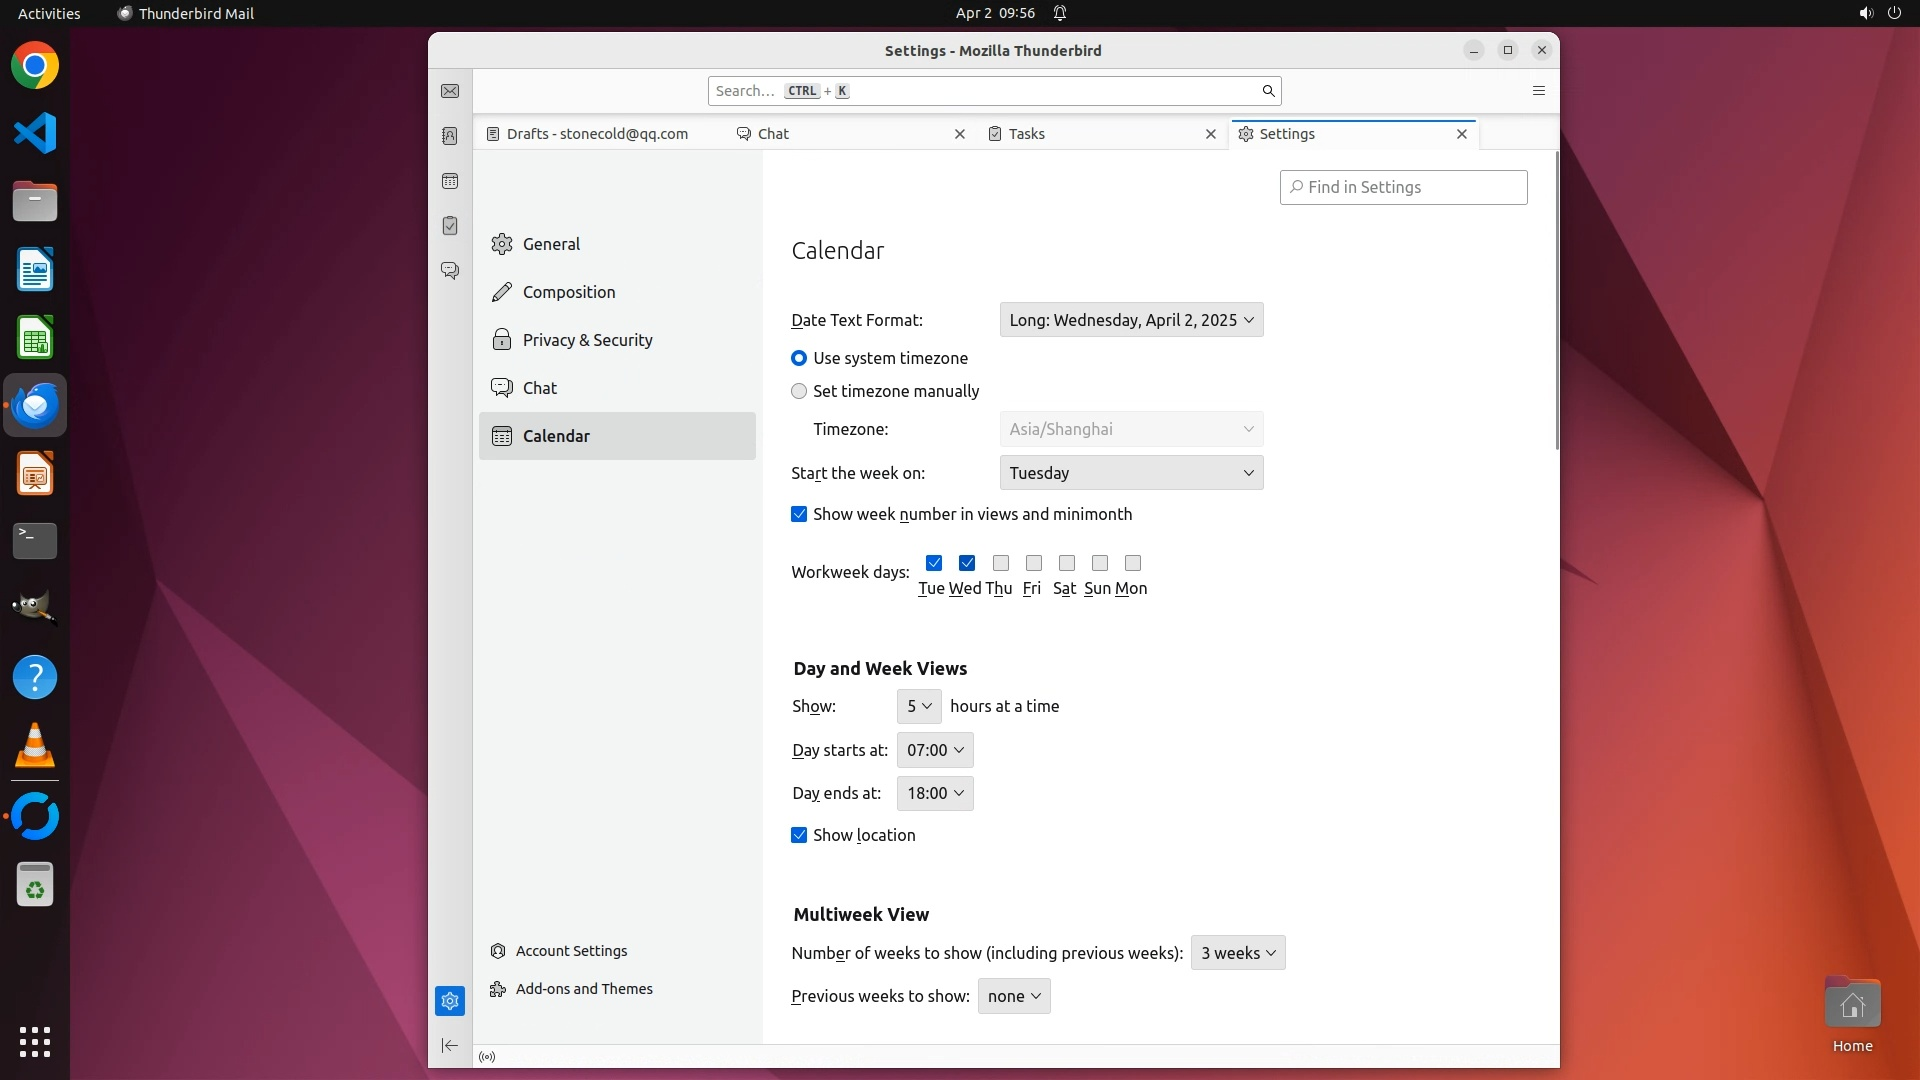 Activities
Thunderbird Mail
Apr 2 09:56
Settings - Mozilla Thunderbird
Search... CTRL + K
Drafts - stonecold@qq.com
Chat
Tasks
Settings
Find in Settings
General
Composition
Privacy & Security
Chat
Calendar
Account Settings
Add-ons and Themes
Calendar
Date Text Format: Long: Wednesday, April 2, 2025
Use system timezone
Set timezone manually
Timezone: Asia/Shanghai
Start the week on: Tuesday
Show week number in views and minimonth
Workweek days:
Tue Wed Thu Fri Sat Sun Mon
Day and Week Views
Show: 5 hours at a time
Day starts at: 07:00
Day ends at: 18:00
Show location
Multiweek View
Number of weeks to show (including previous weeks): 3 weeks
Previous weeks to show: none
Home